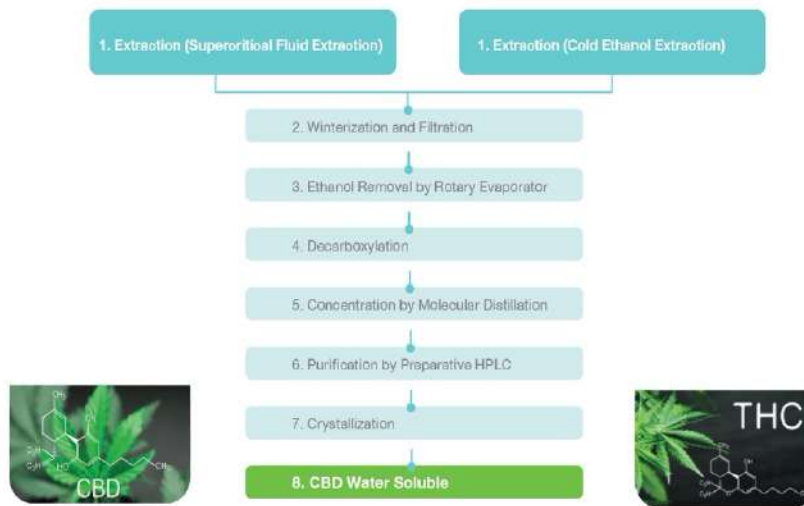 1. Extraction (Superoritical Fluid Extraction)
1. Extraction (Cold Ethanol Extraction)
2. Winterization and Filtration
3. Ethanol Removal by Rotary Evaporator
4. Decarboxylation
5. Concentration by Molecular Distillation
6. Purification by Preparative HPLC
7. Crystallization
8. CBD Water Soluble
CBD
THC